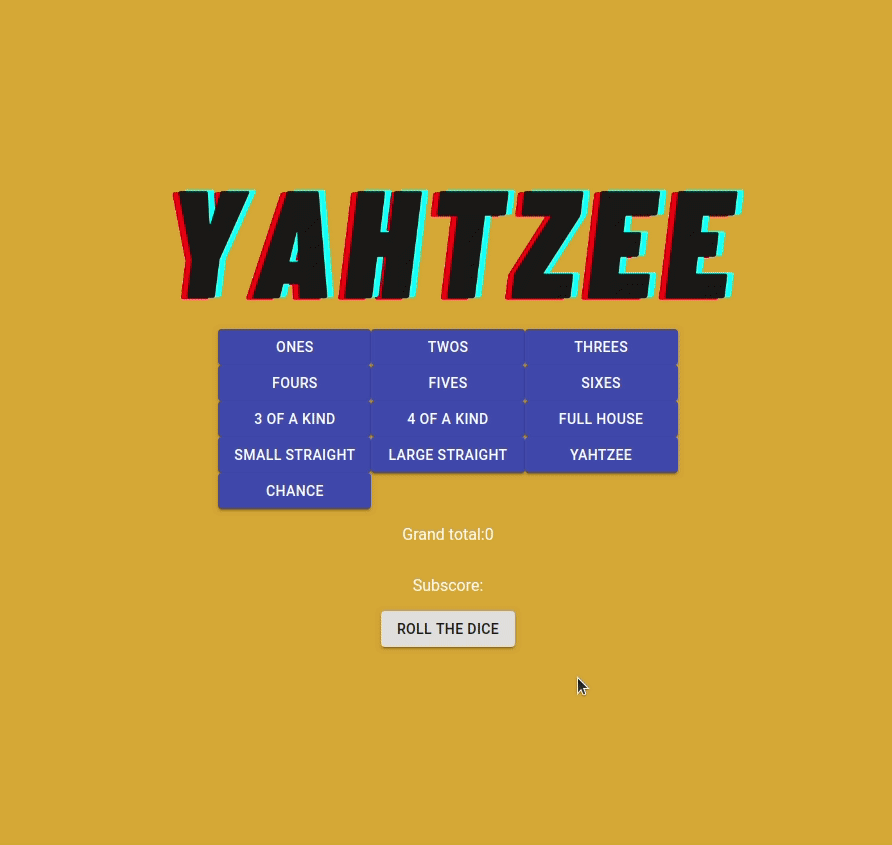 YAHTZEE
ONES TWOS THREES
FOURS FIVES SIXES
3 OF A KIND 4 OF A KIND FULL HOUSE
SMALL STRAIGHT LARGE STRAIGHT YAHTZEE
CHANCE
Grand total:0
Subscore:
ROLL THE DICE